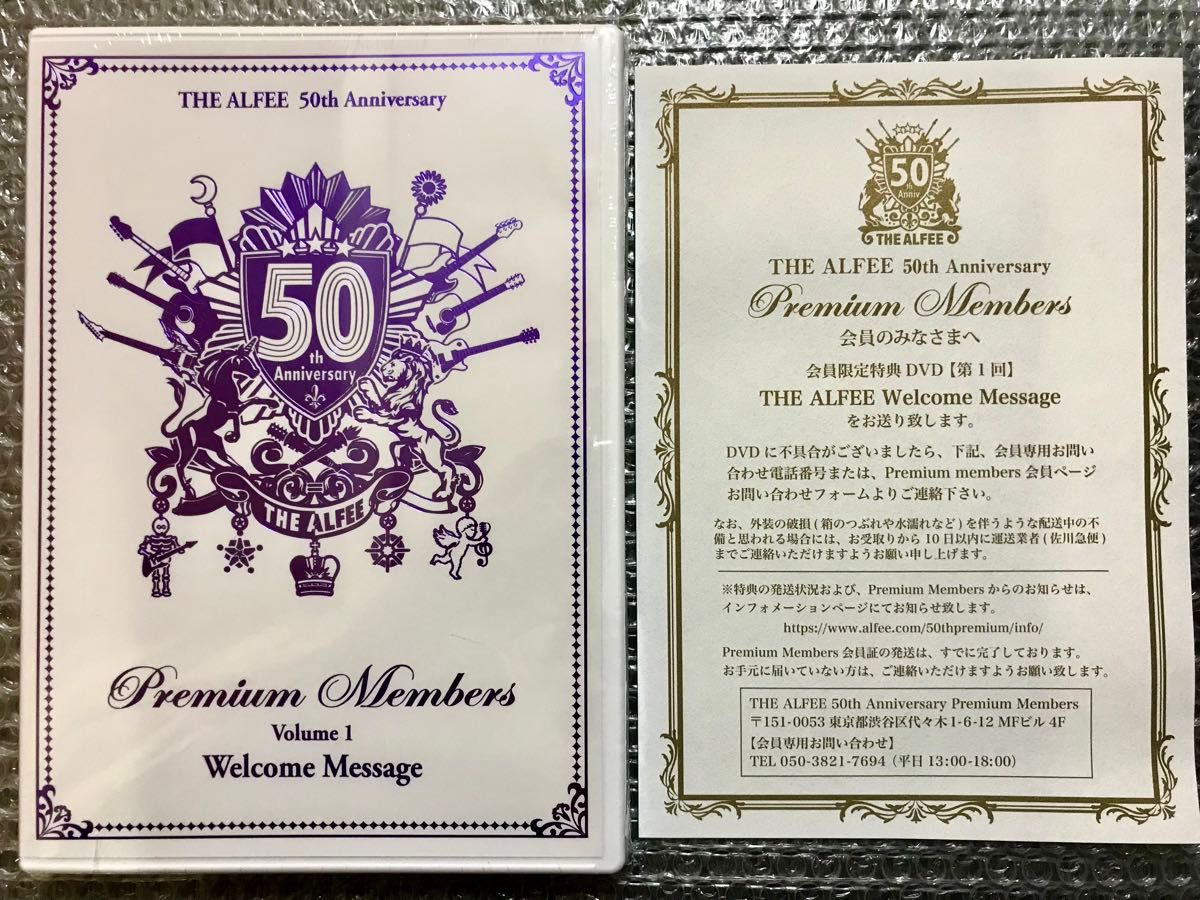 THE ALFEE 50th Anniversary
50
th
Anniversary
THE ALFEE
Premium Members
Volume 1
Welcome Message
50
th
Anniv
THE ALFEE
THE ALFEE 50th Anniversary
Premium Members
会員のみなさまへ
会員限定特典 DVD【第1回】
THE ALFEE Welcome Message
をお送り致します。
DVD に不具合がございましたら、下記、会員専用お問い
合わせ電話番号または、Premium members 会員ページ
お問い合わせフォームよりご連絡下さい。
なお、外装の破損(箱のつぶれや水濡れなど)を伴うような配送中の不
備と思われる場合には、お受取りから10日以内に運送業者(佐川急便)
までご連絡いただけますようお願い申し上げます。
※特典の発送状況および、Premium Members からのお知らせは、
インフォメーションページにてお知らせ致します。
https://www.alfee.com/50thpremium/info/
Premium Members 会員証の発送は、すでに完了しております。
お手元に届いていない方は、ご連絡いただけますようお願い致します。
THE ALFEE 50th Anniversary Premium Members
〒151-0053 東京都渋谷区代々木1-6-12 MFビル 4F
【会員専用お問い合わせ】
TEL 050-3821-7694（平日 13:00-18:00）